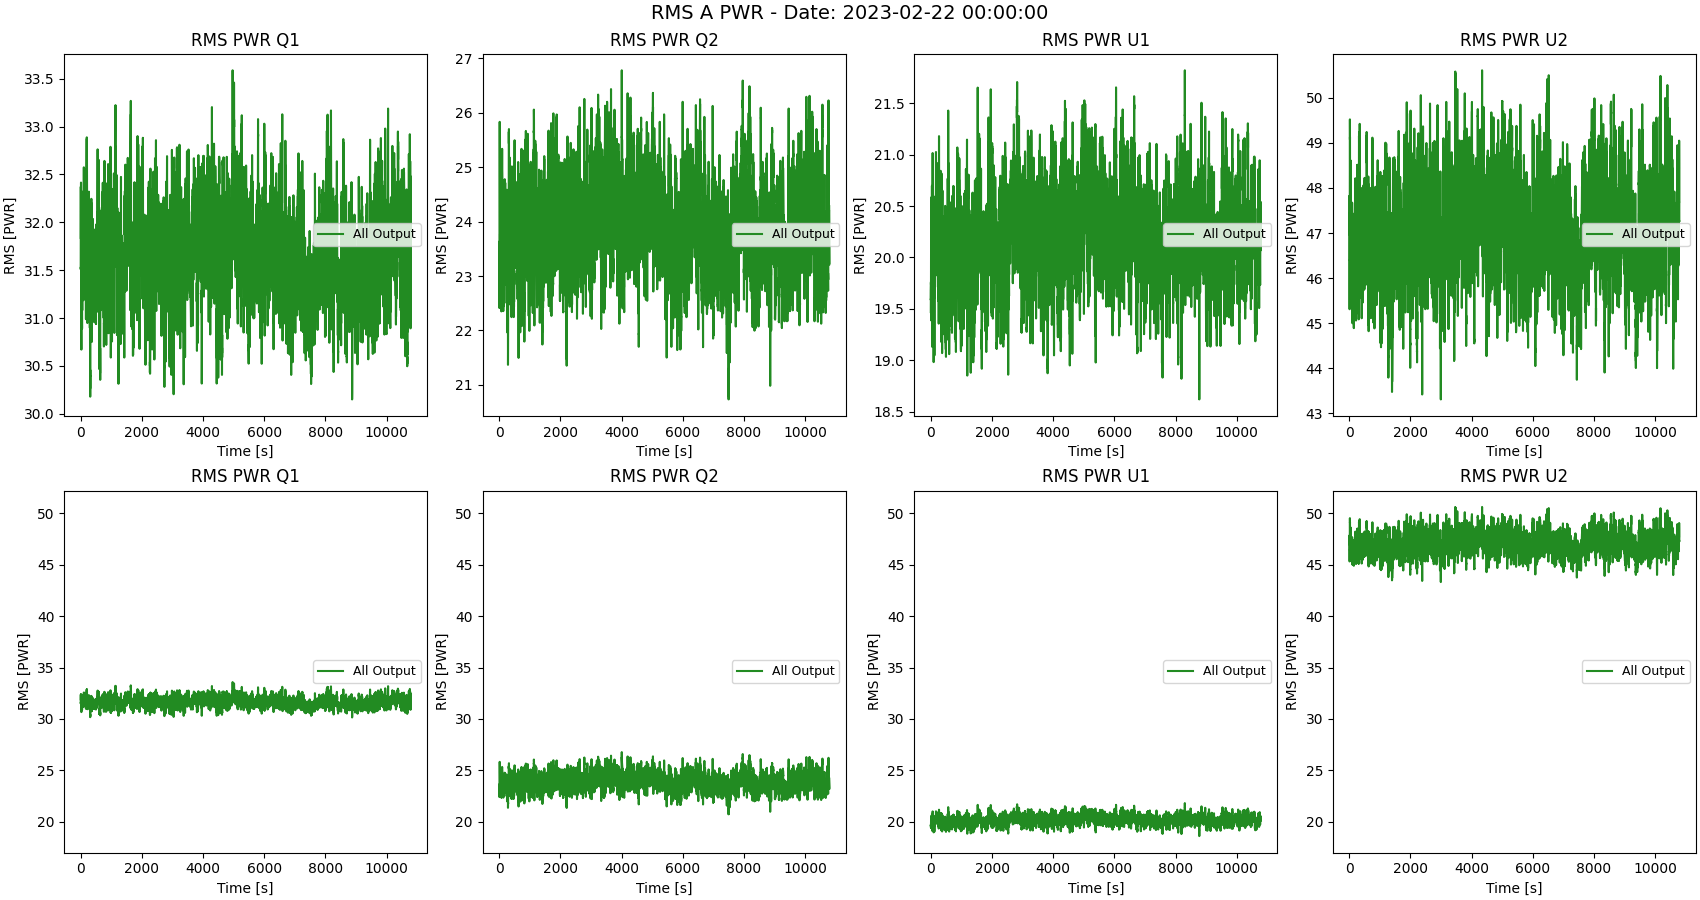 RMS A PWR - Date: 2023-02-22 00:00:00
RMS PWR Q1
RMS [PWR]
33.5
33.0
32.5
32.0
31.5
31.0
30.5
30.0
All Output
0 2000 4000 6000 8000 10000
Time [s]
RMS PWR Q2
RMS [PWR]
27
26
25
24
23
22
21
All Output
0 2000 4000 6000 8000 10000
Time [s]
RMS PWR U1
RMS [PWR]
21.5
21.0
20.5
20.0
19.5
19.0
18.5
All Output
0 2000 4000 6000 8000 10000
Time [s]
RMS PWR U2
RMS [PWR]
50
49
48
47
46
45
44
43
All Output
0 2000 4000 6000 8000 10000
Time [s]
RMS PWR Q1
RMS [PWR]
50
45
40
35
30
25
20
All Output
0 2000 4000 6000 8000 10000
Time [s]
RMS PWR Q2
RMS [PWR]
50
45
40
35
30
25
20
All Output
0 2000 4000 6000 8000 10000
Time [s]
RMS PWR U1
RMS [PWR]
50
45
40
35
30
25
20
All Output
0 2000 4000 6000 8000 10000
Time [s]
RMS PWR U2
RMS [PWR]
50
45
40
35
30
25
20
All Output
0 2000 4000 6000 8000 10000
Time [s]